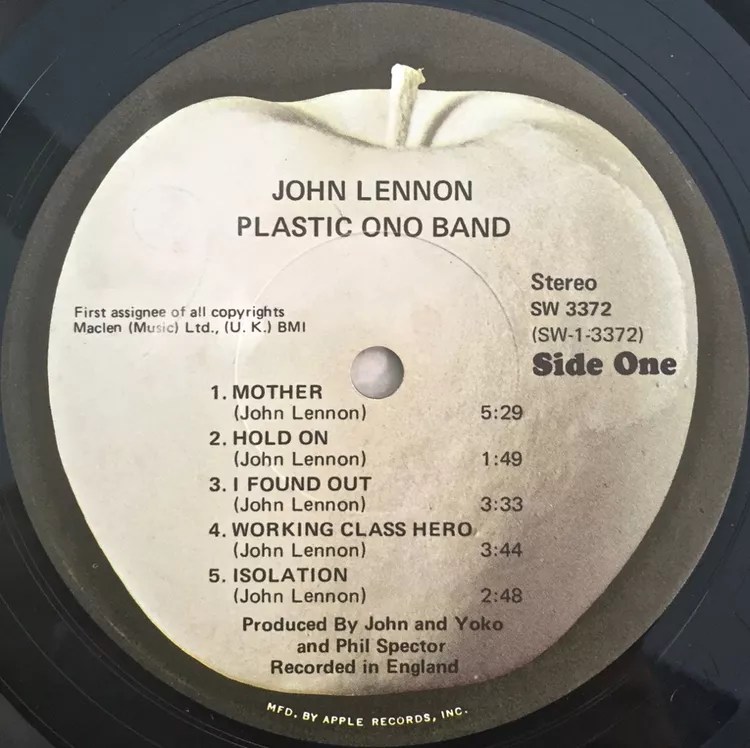 JOHN LENNON
PLASTIC ONO BAND
Stereo
SW 3372
(SW-1-3372)
Side One
First assignee of all copyrights
Maclen (Music) Ltd., (U. K.) BMI
1. MOTHER
(John Lennon) 5:29
2. HOLD ON
(John Lennon) 1:49
3. I FOUND OUT
(John Lennon) 3:33
4. WORKING CLASS HERO
(John Lennon) 3:44
5. ISOLATION
(John Lennon) 2:48
Produced By John and Yoko
and Phil Spector
Recorded in England
MFD. BY APPLE RECORDS, INC.